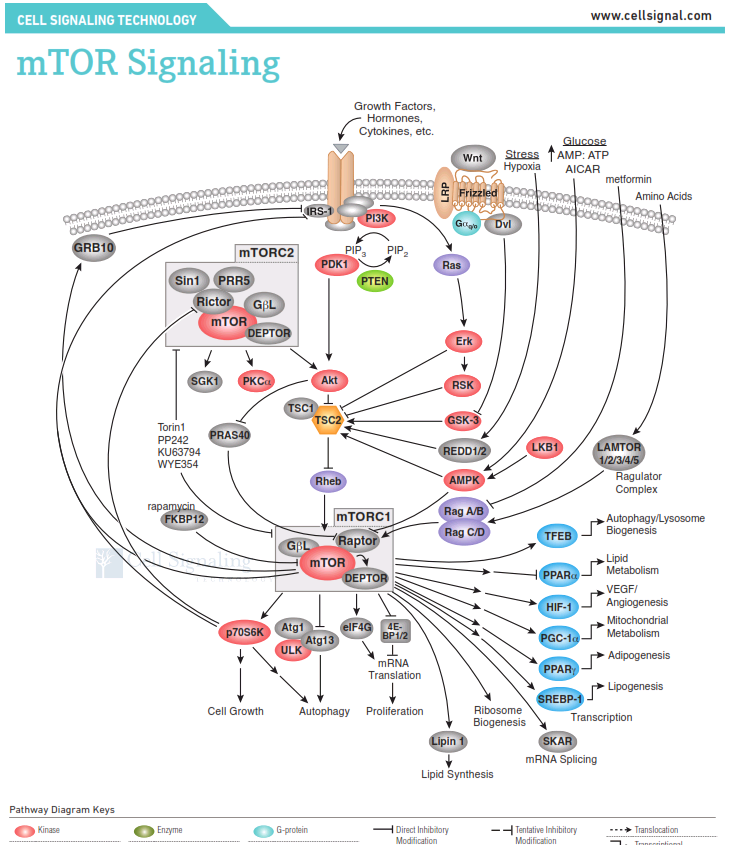 CELL SIGNALING TECHNOLOGY
www.cellsignal.com
mTOR Signaling
Growth Factors,
Hormones,
Cytokines, etc.
Wnt
Stress
Hypoxia
Glucose
AMP: ATP
AICAR
metformin
Amino Acids
LRP
Frizzled
IRS-1
PI3K
Gαq/o
Dvl
GRB10
mTORC2
PIP3
PIP2
PDK1
PTEN
Ras
Sin1
PRR5
Rictor
GβL
mTOR
DEPTOR
Erk
SGK1
PKCα
Akt
RSK
TSC1
TSC2
GSK-3
Torin1
PP242
KU63794
WYE354
PRAS40
REDD1/2
LKB1
LAMTOR
1/2/3/4/5
Ragulator
Complex
Rheb
AMPK
rapamycin
FKBP12
mTORC1
Rag A/B
Rag C/D
GβL
Raptor
mTOR
DEPTOR
Cell Signaling
TFEB
Autophagy/Lysosome
Biogenesis
PPARα
Lipid
Metabolism
HIF-1
VEGF/
Angiogenesis
PGC-1α
Mitochondrial
Metabolism
PPARγ
Adipogenesis
SREBP-1
Lipogenesis
Transcription
p70S6K
Atg1
Atg13
ULK
eIF4G
4E-
BP1/2
mRNA
Translation
Cell Growth
Autophagy
Proliferation
Ribosome
Biogenesis
Lipin 1
SKAR
mRNA Splicing
Lipid Synthesis
Pathway Diagram Keys
Kinase
Enzyme
G-protein
Direct Inhibitory
Modification
Tentative Inhibitory
Modification
Translocation
Transcriptional